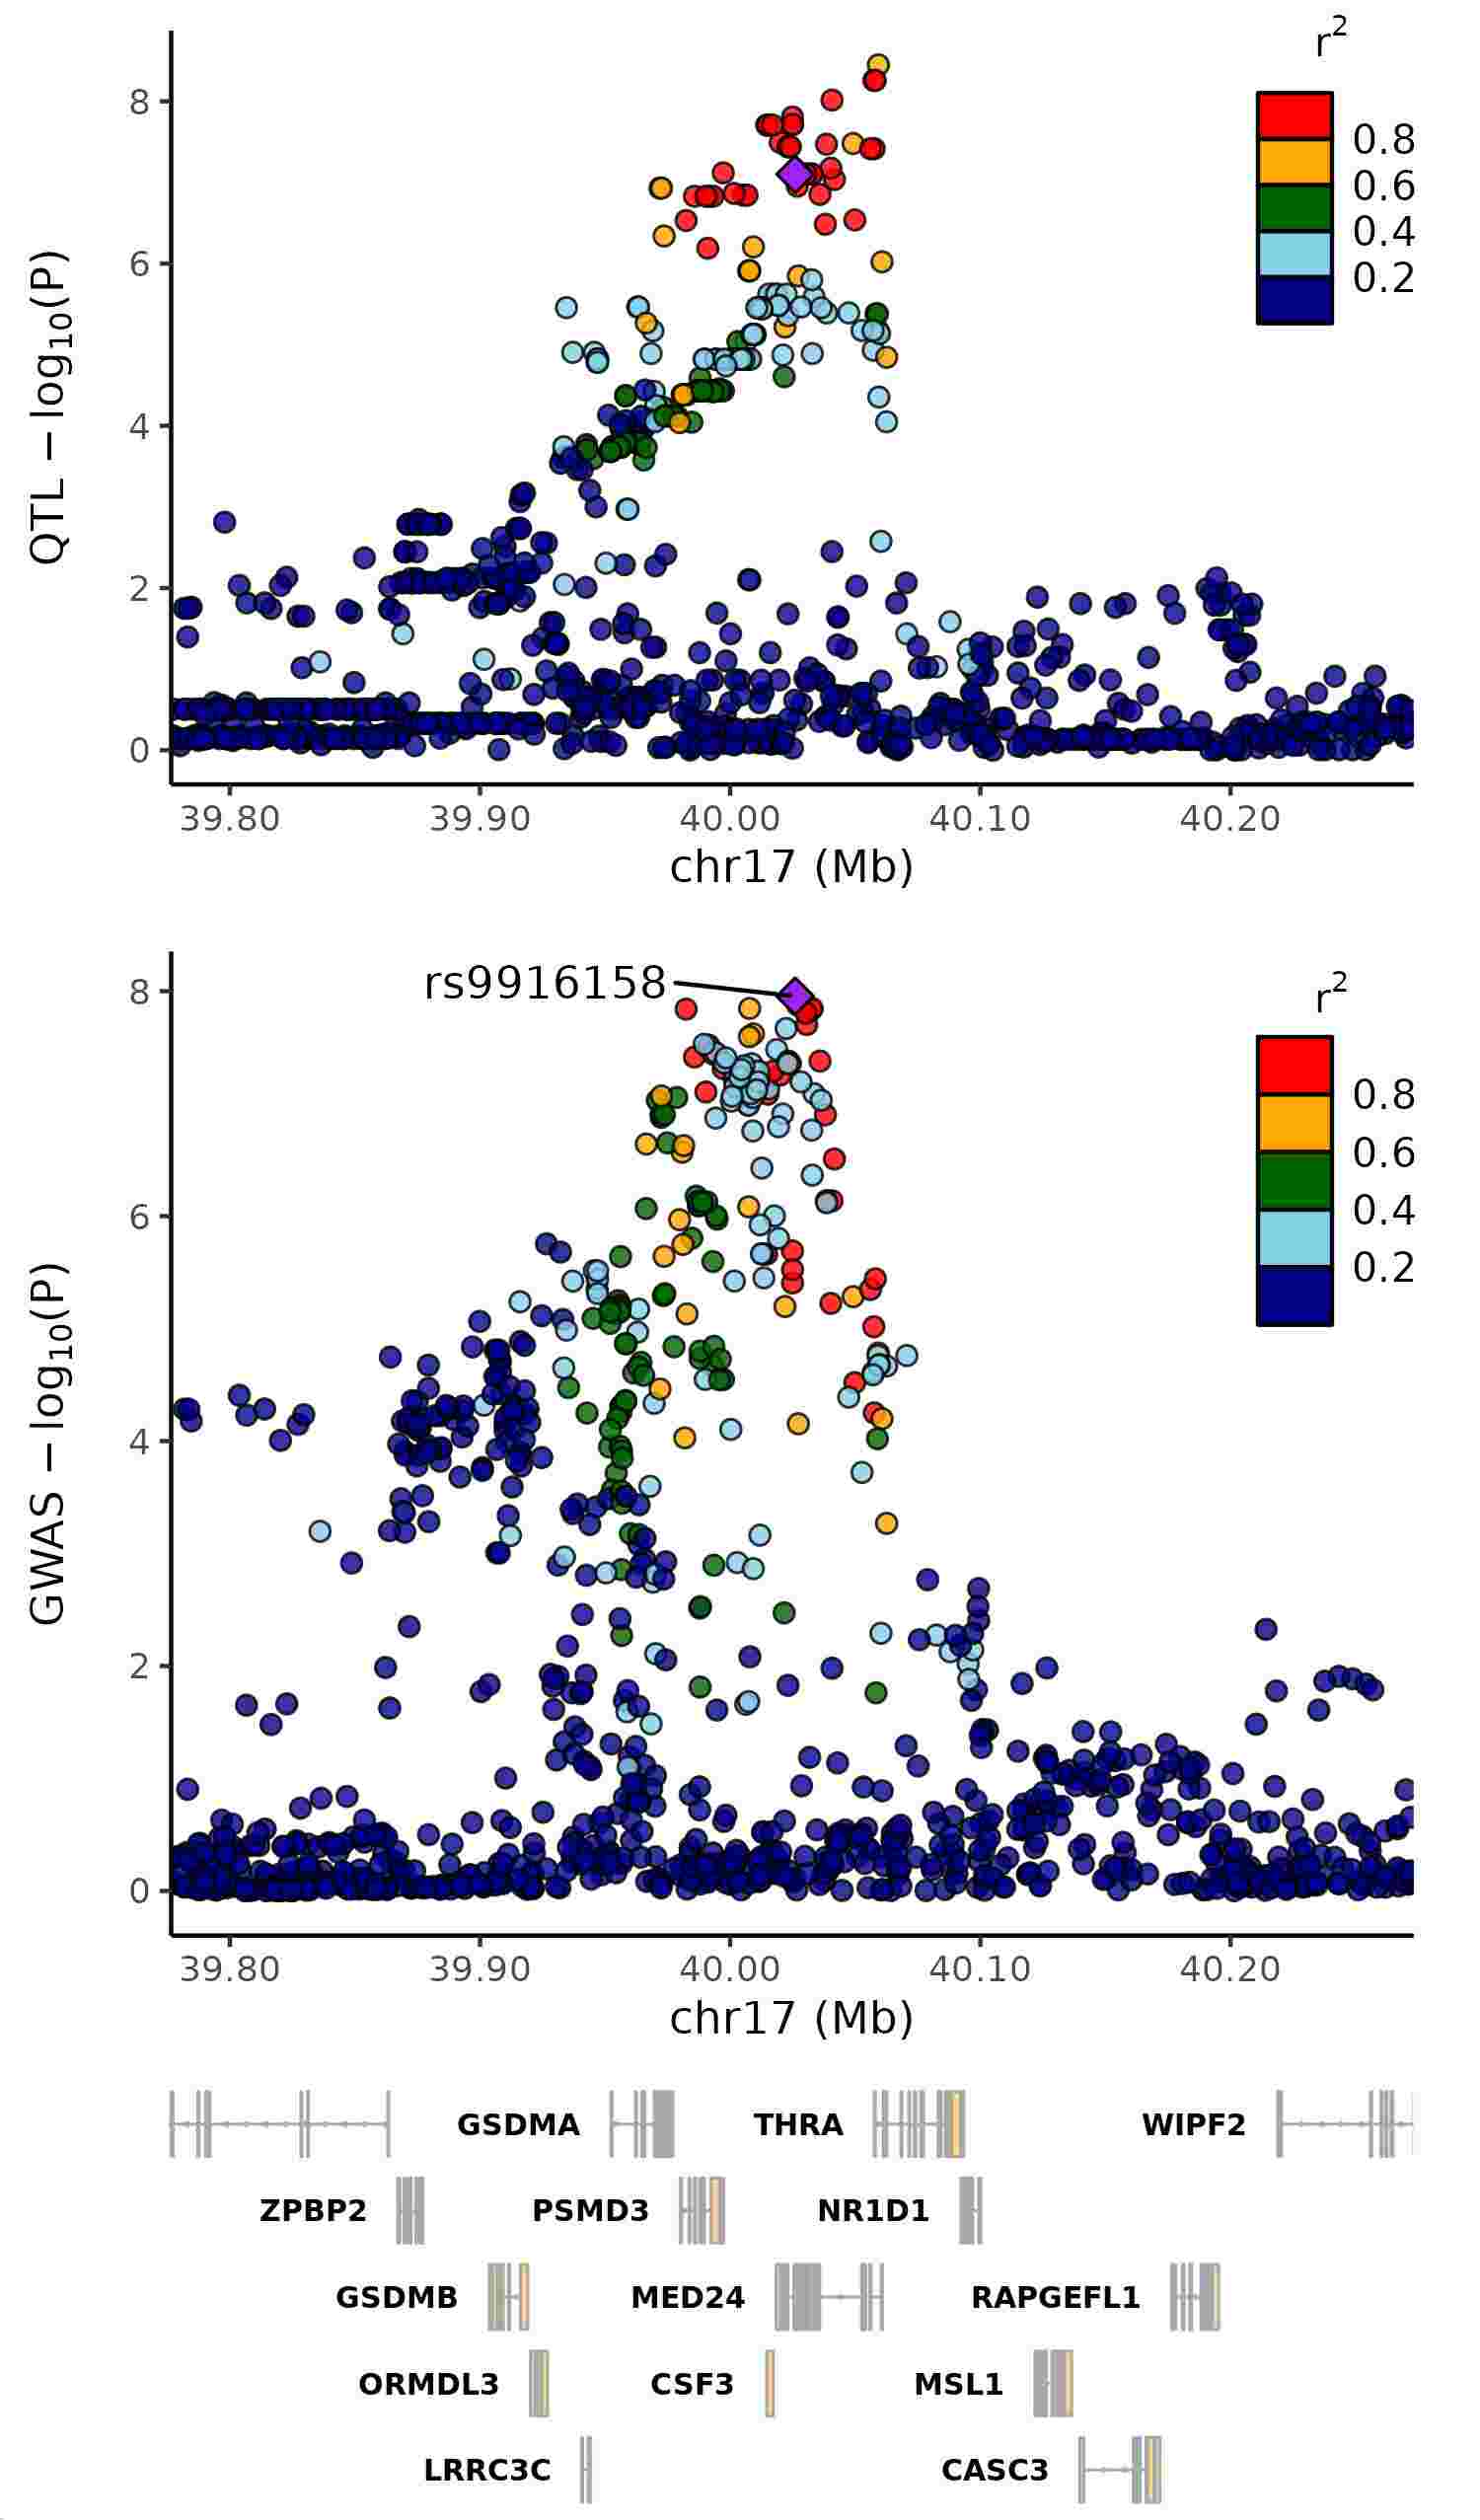 r²
8
0.8
0.6
0.4
0.2
6
4
2
0
QTL −log₁₀(P)
39.80 39.90 40.00 40.10 40.20
chr17 (Mb)
rs9916158
r²
8
0.8
0.6
0.4
0.2
6
4
2
0
GWAS −log₁₀(P)
39.80 39.90 40.00 40.10 40.20
chr17 (Mb)
GSDMA THRA WIPF2
ZPBP2 PSMD3 NR1D1
GSDMB MED24 RAPGEFL1
ORMDL3 CSF3 MSL1
LRRC3C CASC3